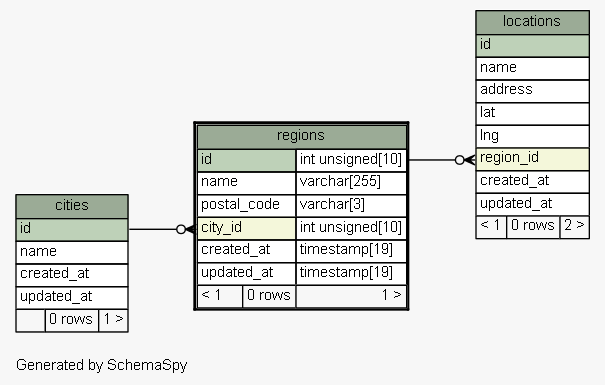 locations
id
name
address
lat
lng
region_id
created_at
updated_at
< 1 0 rows 2 >
regions
id int unsigned[10]
name varchar[255]
postal_code varchar[3]
city_id int unsigned[10]
created_at timestamp[19]
updated_at timestamp[19]
< 1 0 rows 1 >
cities
id
name
created_at
updated_at
0 rows 1 >
Generated by SchemaSpy